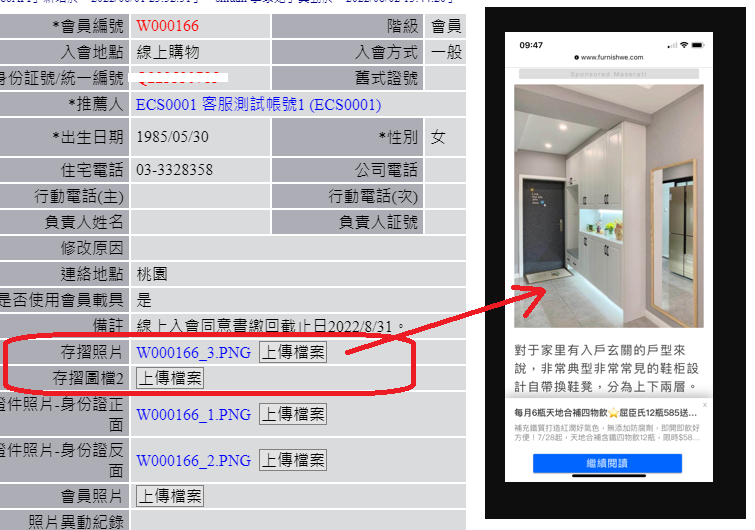 *會員編號 W000166 階級 會員
入會地點 線上購物 入會方式 一般
身份証號/統一編號 舊式證號
*推薦人 ECS0001 客服測試帳號1 (ECS0001)
*出生日期 1985/05/30 *性別 女
住宅電話 03-3328358 公司電話
行動電話(主) 行動電話(次)
負責人姓名 負責人証號
修改原因
連絡地點 桃園
是否使用會員載具 是
備註 線上入會同意書繳回截止日2022/8/31。
存摺照片 W000166_3.PNG 上傳檔案
存摺圖檔2 上傳檔案
證件照片-身份證正
面 W000166_1.PNG 上傳檔案
證件照片-身份證反
面 W000166_2.PNG 上傳檔案
會員照片 上傳檔案
照片異動紀錄
09:47
www.furnishwe.com
Sponsored Maserati
對于家里有入戶玄關的戶型來
說，非常典型非常常見的鞋柜設
計自帶換鞋凳，分為上下兩層。
每月6瓶天地合補四物飲⭐屈臣氏12瓶585送...
補充鐵質打造紅潤好氣色，無添加防腐劑，即開即飲好
方便！7/28起，天地合補含鐵四物飲12瓶，限時$58...
繼續閱讀